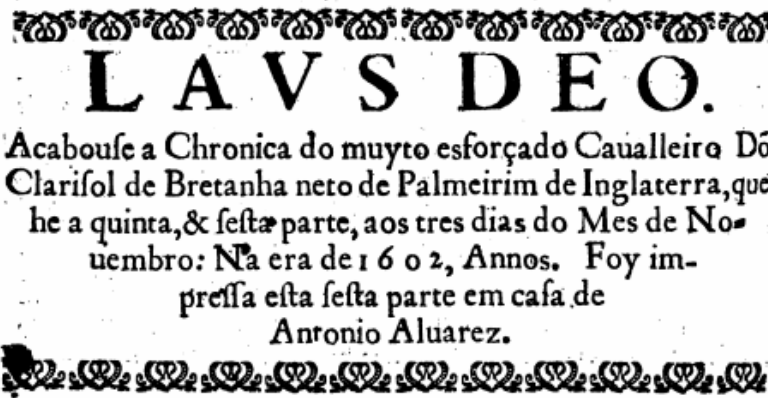 LAVS DEO.
Acabouſe a Chronica do muyto esforçado Caualleiro Dõ
Clariſol de Bretanha neto de Palmeirim de Inglaterra, que
he a quinta, & ſeſta parte, aos tres dias do Mes de No-
uembro: Na era de 1602, Annos. Foy im-
preſſa eſta ſeſta parte em caſa de
Antonio Aluarez.